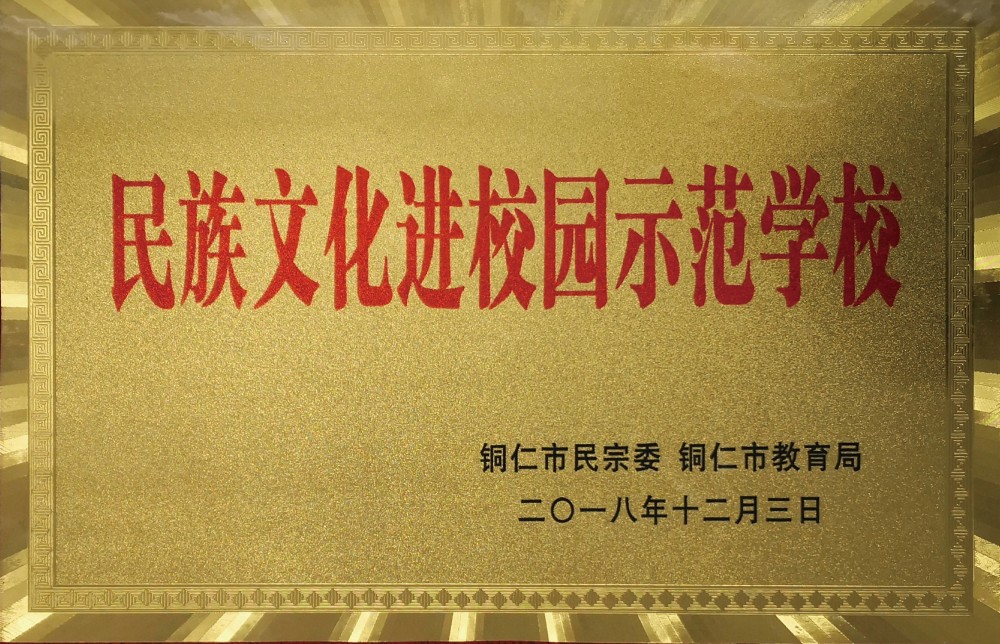 民族文化进校园示范学校
铜仁市民宗委 铜仁市教育局
二〇一八年十二月三日